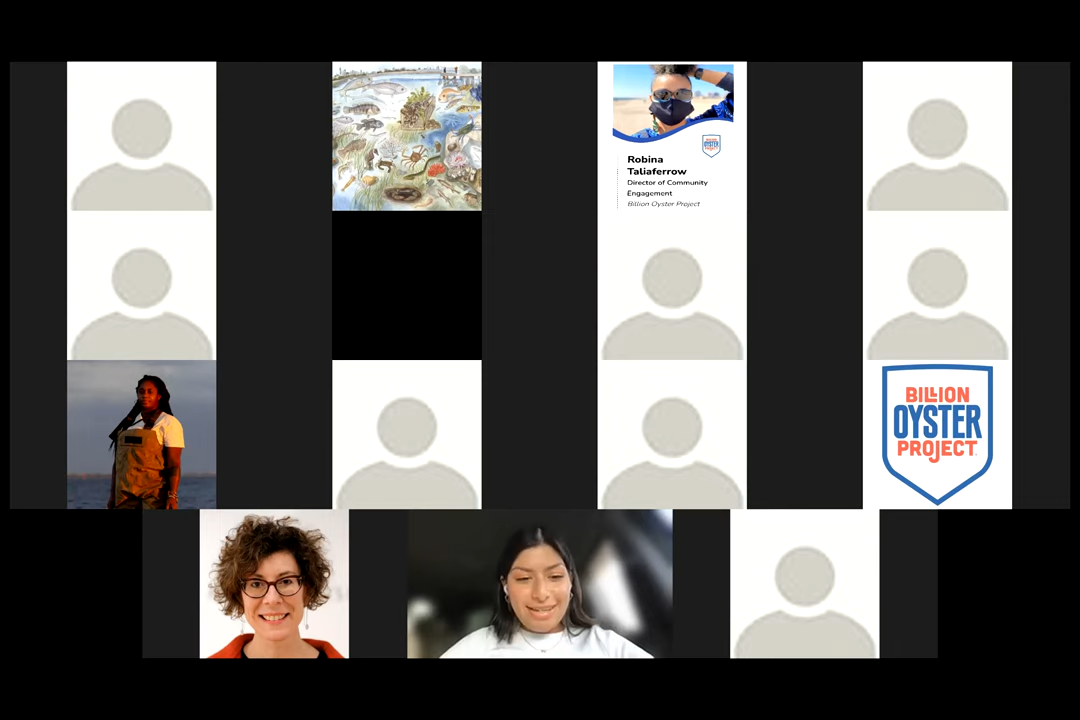 Robina
Taliaferrow
Director of Community
Engagement
Billion Oyster Project
BILLION
OYSTER
PROJECT
BILLION
OYSTER
PROJECT